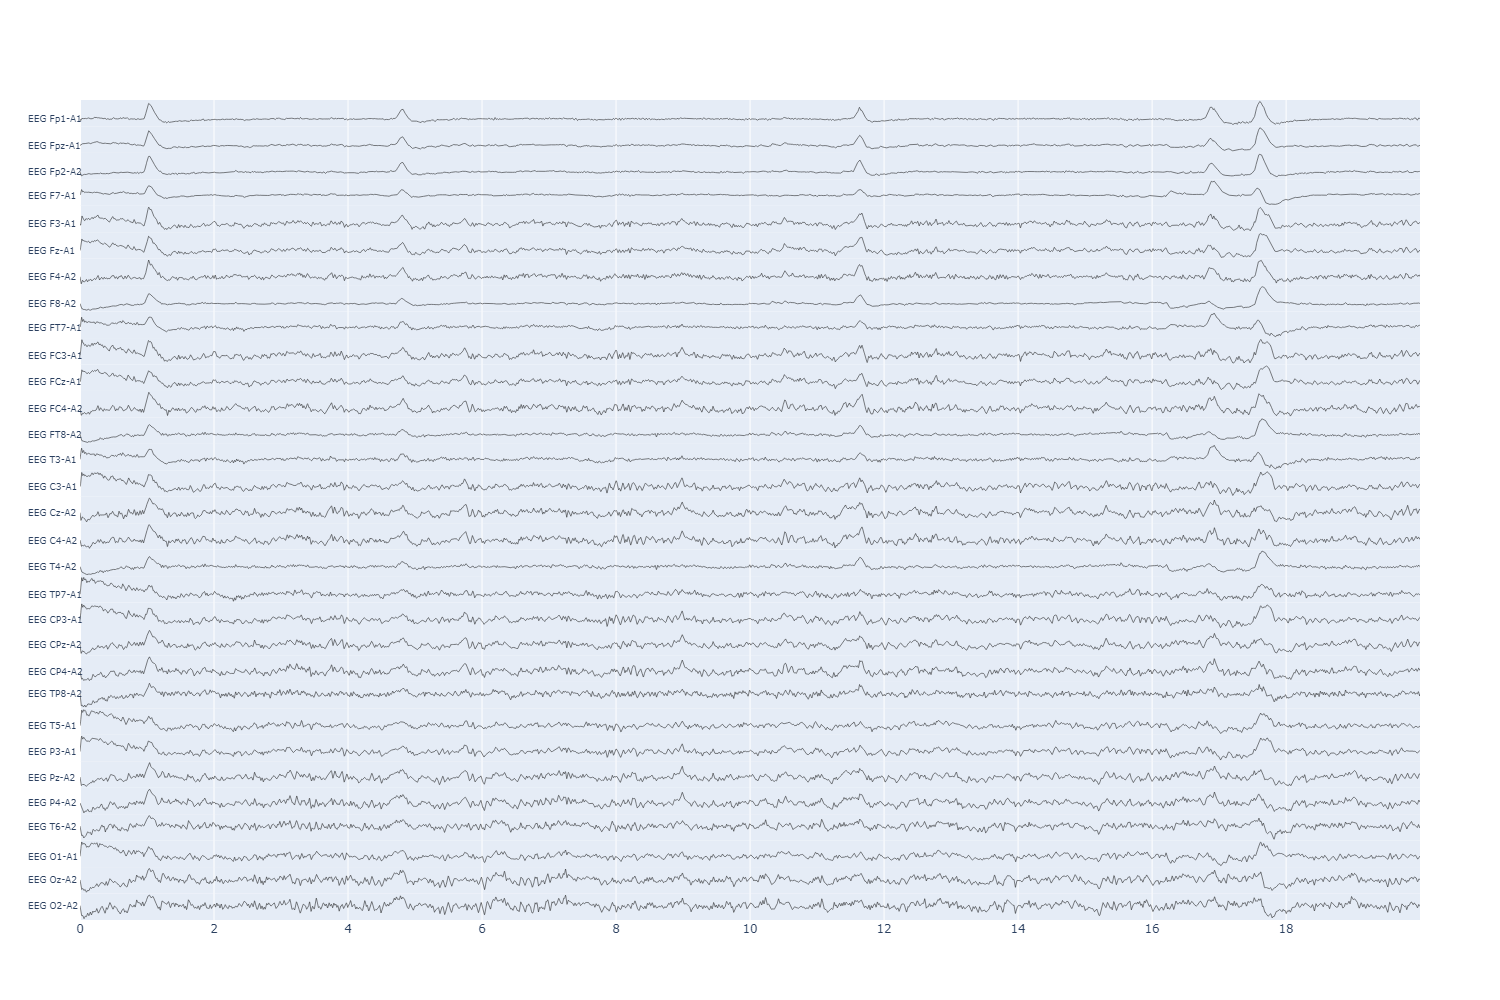 EEG Fp1-A1
EEG Fpz-A1
EEG Fp2-A2
EEG F7-A1
EEG F3-A1
EEG Fz-A1
EEG F4-A2
EEG F8-A2
EEG FT7-A1
EEG FC3-A1
EEG FCz-A1
EEG FC4-A2
EEG FT8-A2
EEG T3-A1
EEG C3-A1
EEG Cz-A2
EEG C4-A2
EEG T4-A2
EEG TP7-A1
EEG CP3-A1
EEG CPz-A2
EEG CP4-A2
EEG TP8-A2
EEG T5-A1
EEG P3-A1
EEG Pz-A2
EEG P4-A2
EEG T6-A2
EEG O1-A1
EEG Oz-A2
EEG O2-A2
0 2 4 6 8 10 12 14 16 18